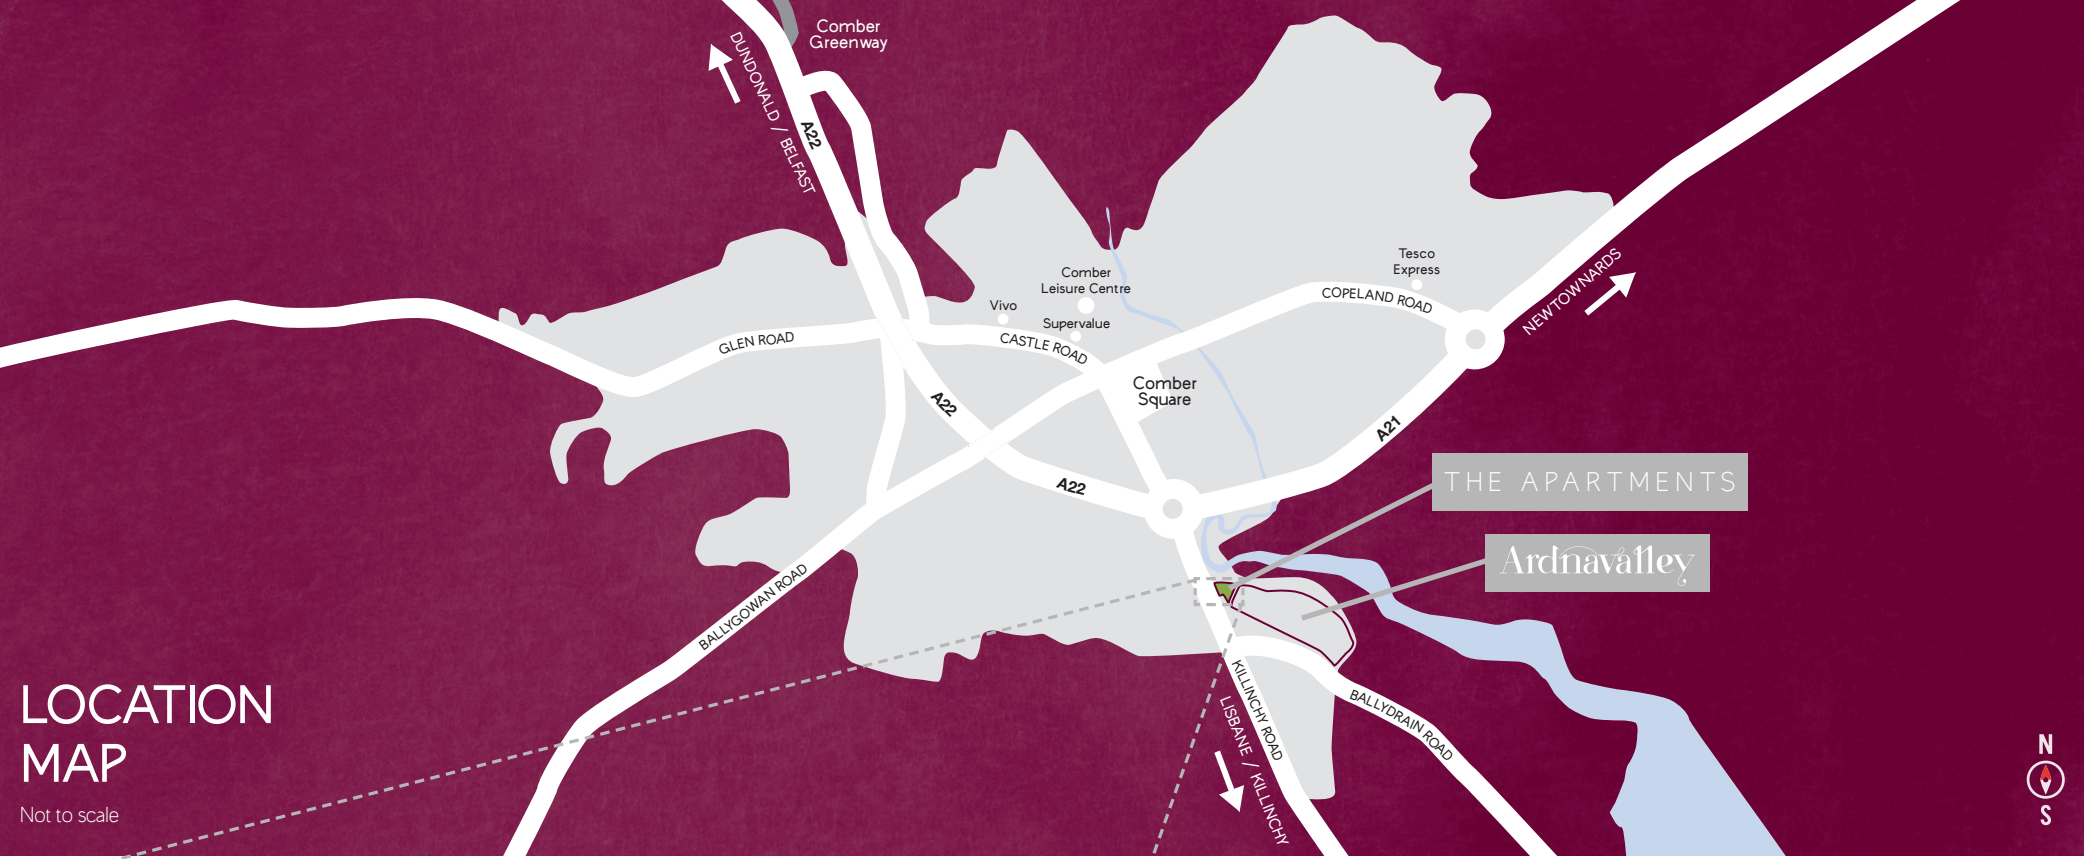 Comber
Greenway
DUNDONALD / BELFAST
A22
Tesco
Express
NEWTOWNARDS
Comber
Leisure Centre
Vivo
Supervalue
COPELAND ROAD
GLEN ROAD
CASTLE ROAD
Comber
Square
A22
A21
A22
THE APARTMENTS
Ardnavalley
BALLYGOWAN ROAD
KILLINCHY ROAD
LISBANE / KILLINCHY
BALLYDRAIN ROAD
LOCATION
MAP
Not to scale
N
S